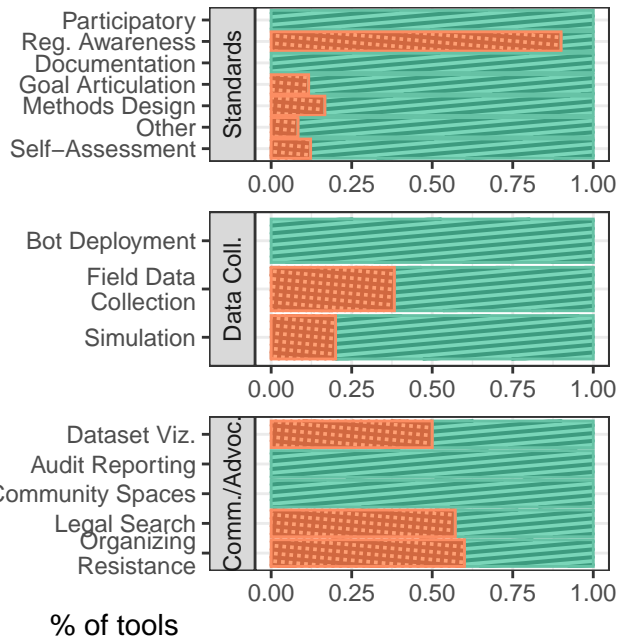 Participatory
Reg. Awareness
Documentation
Goal Articulation
Methods Design
Other
Self−Assessment
Standards
0.00 0.25 0.50 0.75 1.00
Bot Deployment
Field Data
Collection
Simulation
Data Coll.
0.00 0.25 0.50 0.75 1.00
Dataset Viz.
Audit Reporting
Community Spaces
Legal Search
Organizing
Resistance
Comm./Advoc.
0.00 0.25 0.50 0.75 1.00
% of tools